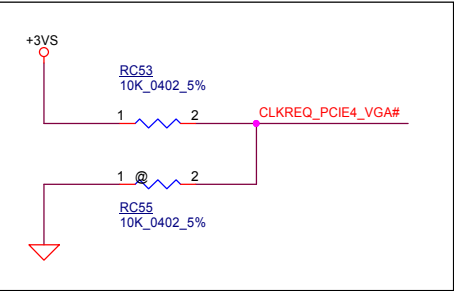 +3VS
RC53
10K_0402_5%
1 2
CLKREQ_PCIE4_VGA#
1 @ 2
RC55
10K_0402_5%